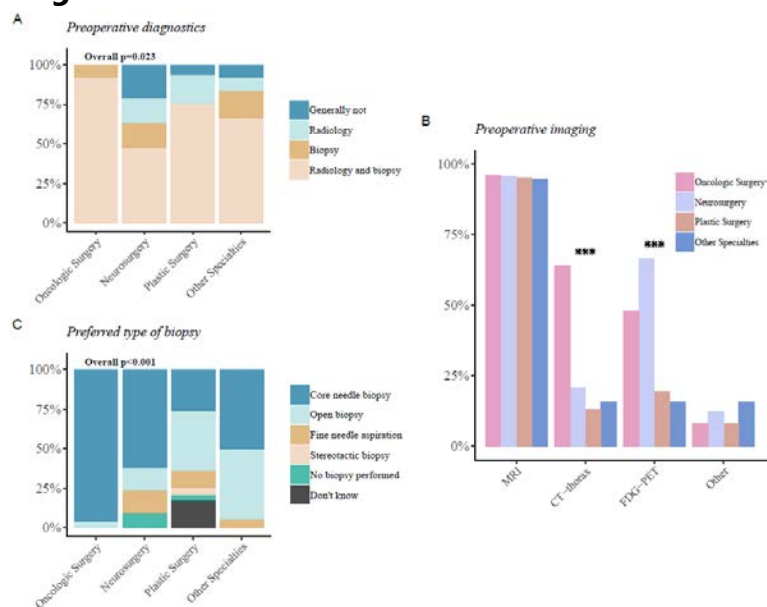 A
Preoperative diagnostics
Overall p=0.023
100%
75%
50%
25%
0%
Oncologic Surgery
Neurosurgery
Plastic Surgery
Other Specialties
Generally not
Radiology
Biopsy
Radiology and biopsy
B
Preoperative imaging
100%
75%
50%
25%
0%
***
***
MRI
CT-thorax
FDG-PET
Other
Oncologic Surgery
Neurosurgery
Plastic Surgery
Other Specialties
C
Preferred type of biopsy
Overall p<0.001
100%
75%
50%
25%
0%
Oncologic Surgery
Neurosurgery
Plastic Surgery
Other Specialties
Core needle biopsy
Open biopsy
Fine needle aspiration
Stereotactic biopsy
No biopsy performed
Don't know